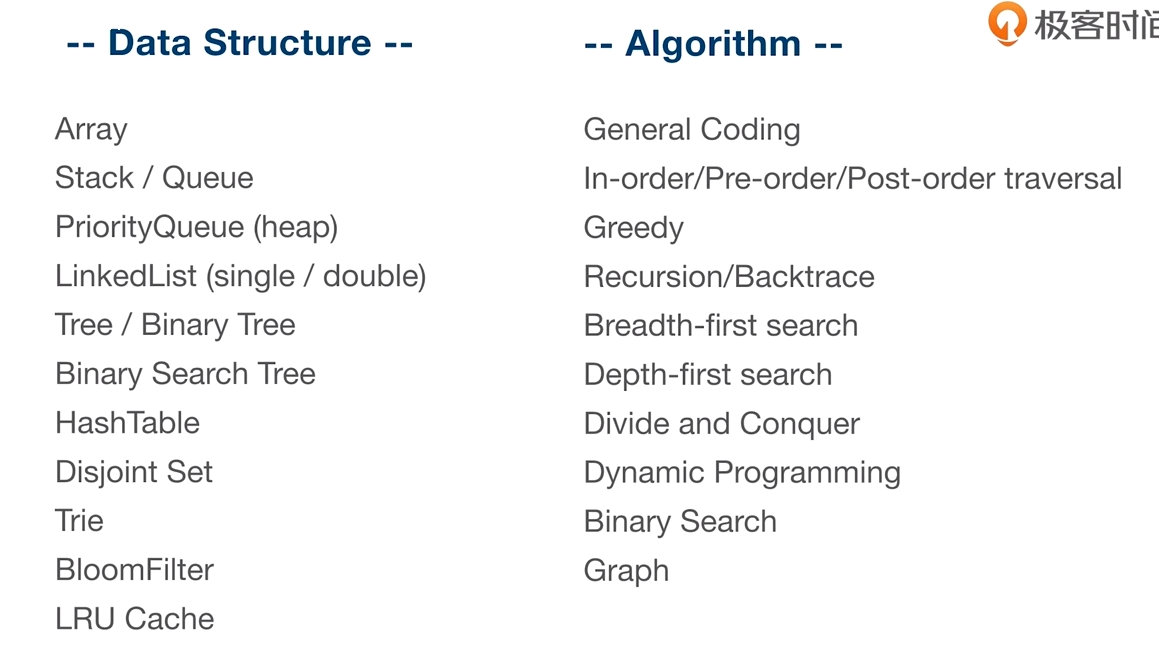 -- Data Structure --
Array
Stack / Queue
PriorityQueue (heap)
LinkedList (single / double)
Tree / Binary Tree
Binary Search Tree
HashTable
Disjoint Set
Trie
BloomFilter
LRU Cache
-- Algorithm --
General Coding
In-order/Pre-order/Post-order traversal
Greedy
Recursion/Backtrace
Breadth-first search
Depth-first search
Divide and Conquer
Dynamic Programming
Binary Search
Graph
极客时间